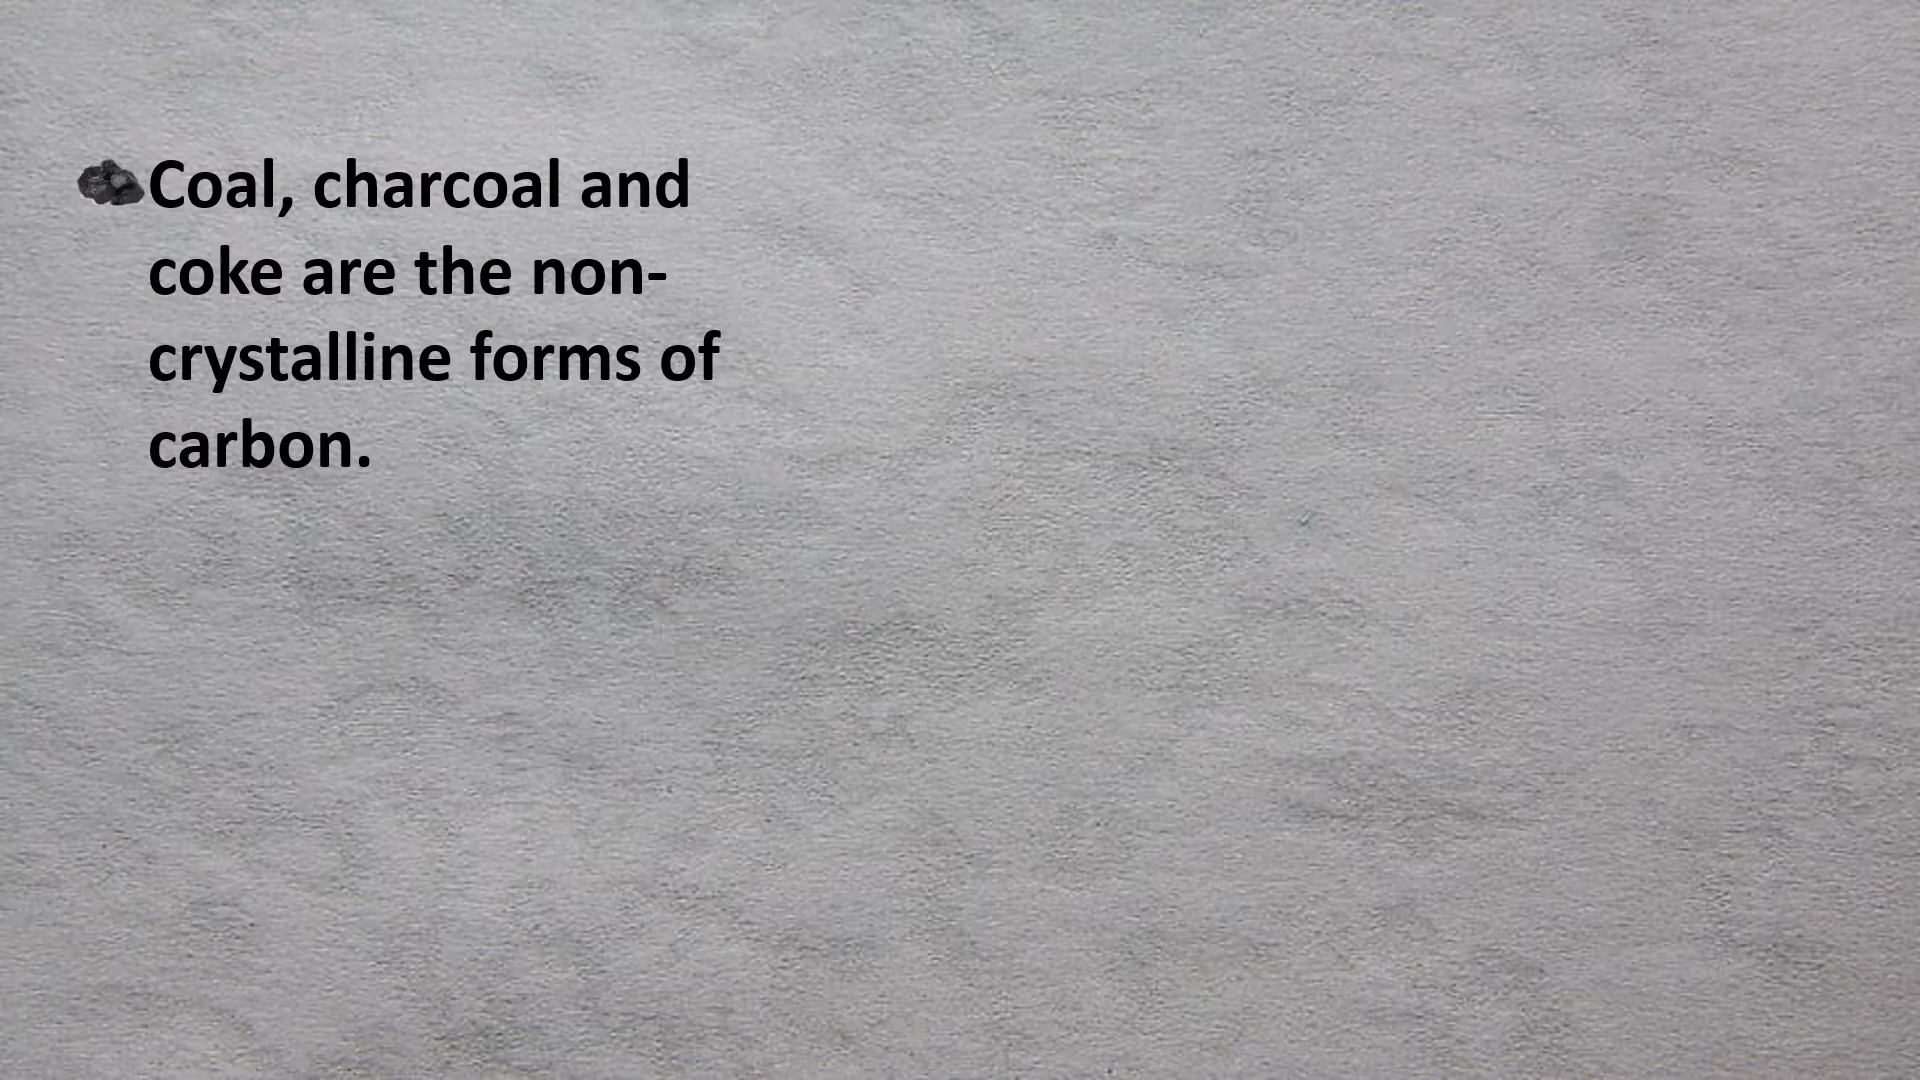 Coal, charcoal and
coke are the non-
crystalline forms of
carbon.